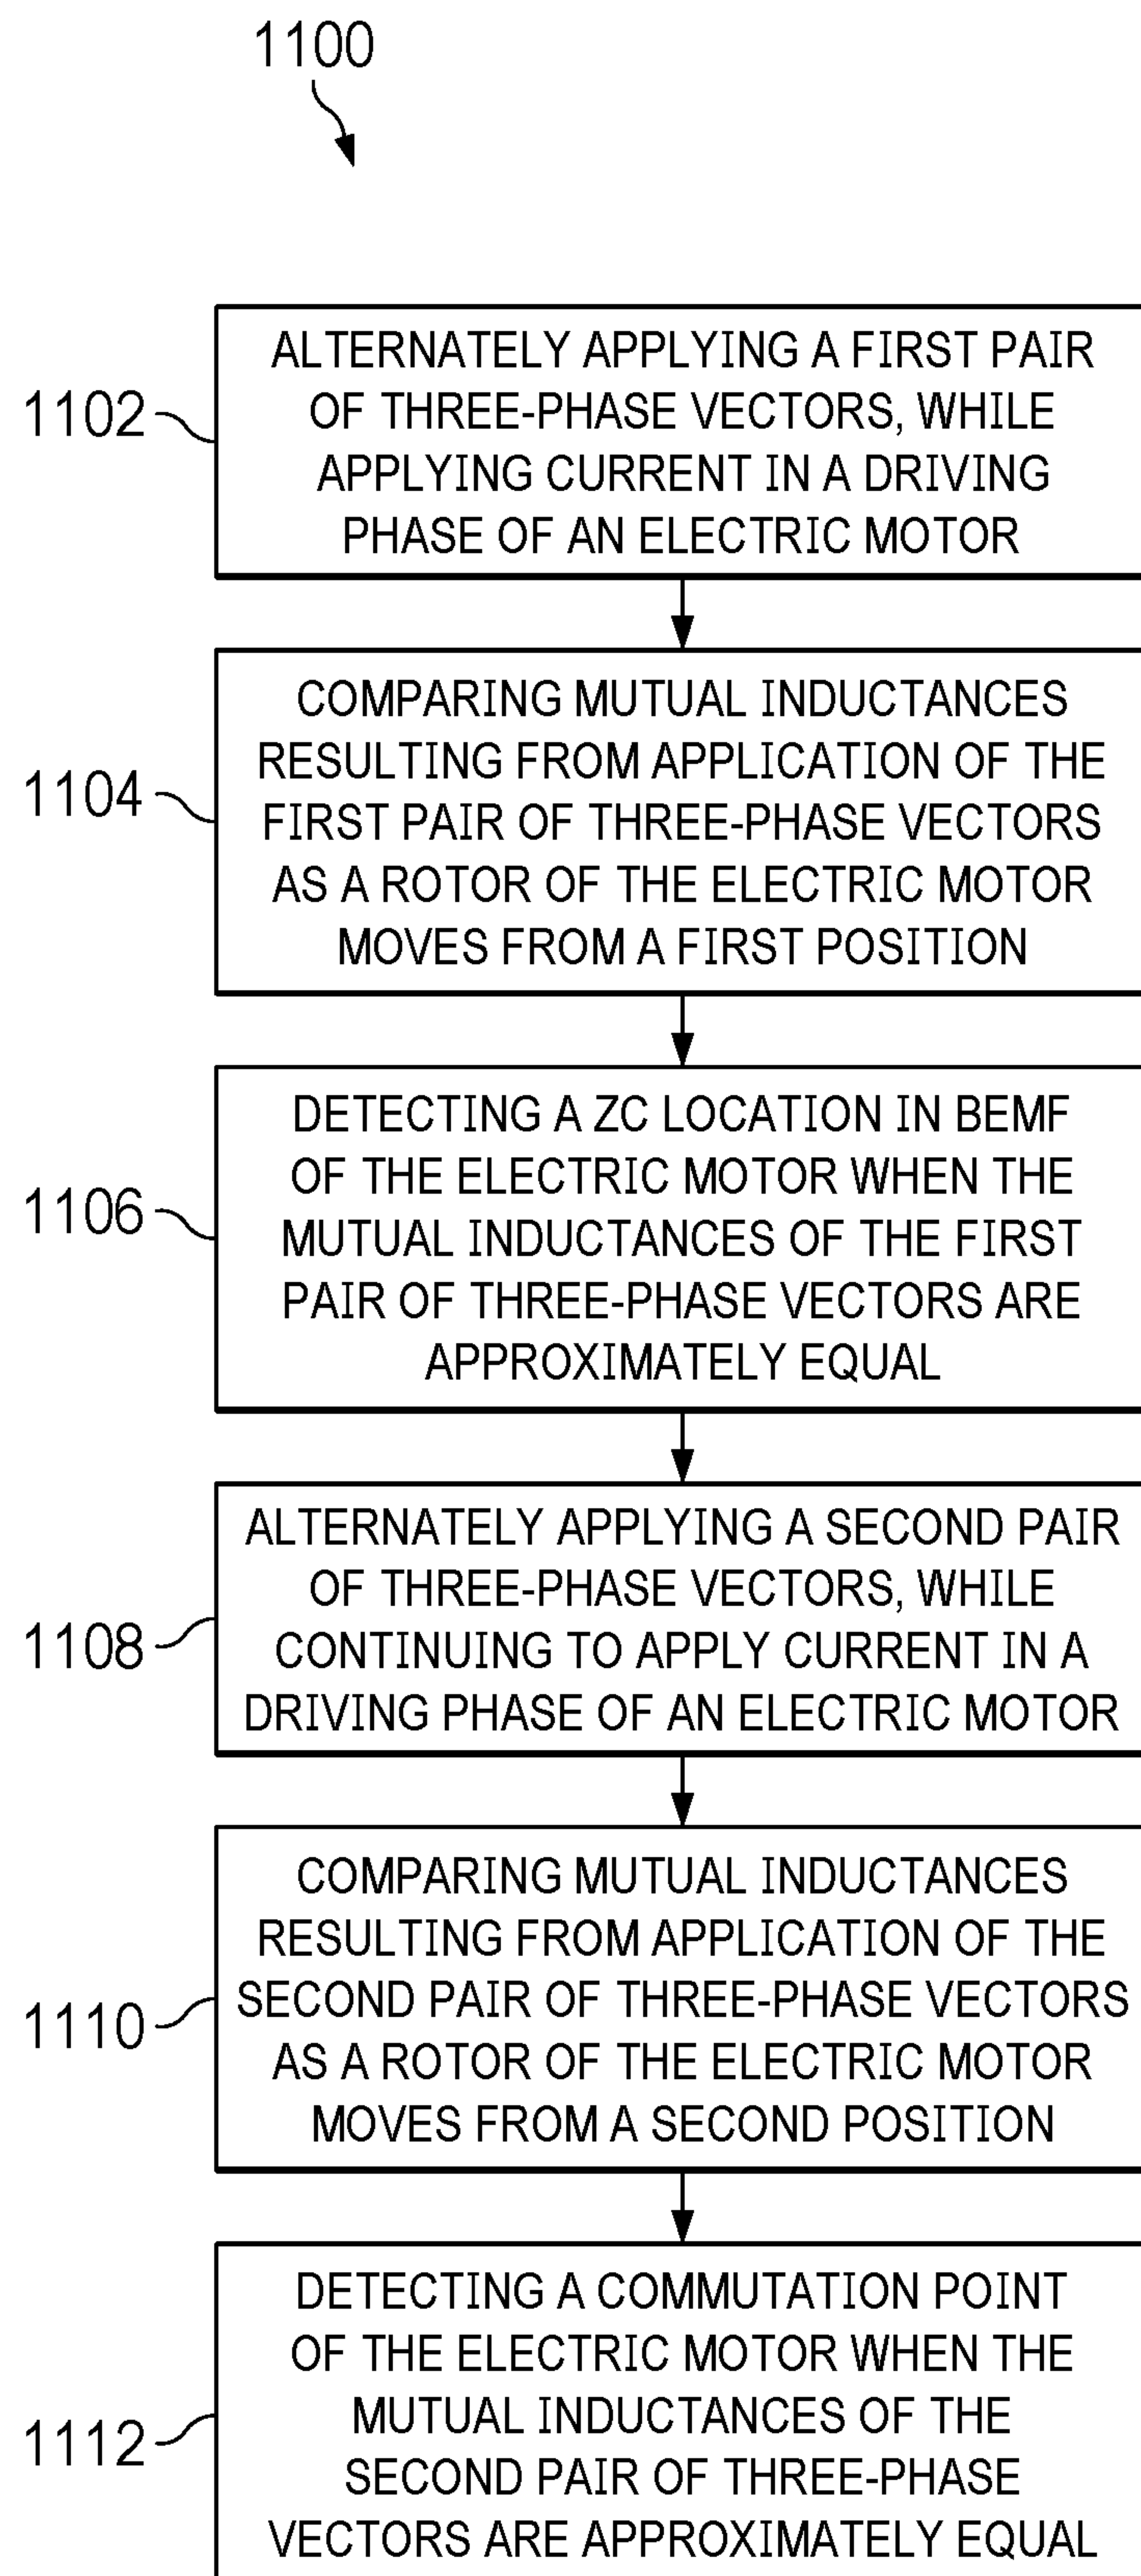 1100
1102
ALTERNATELY APPLYING A FIRST PAIR
OF THREE-PHASE VECTORS, WHILE
APPLYING CURRENT IN A DRIVING
PHASE OF AN ELECTRIC MOTOR
1104
COMPARING MUTUAL INDUCTANCES
RESULTING FROM APPLICATION OF THE
FIRST PAIR OF THREE-PHASE VECTORS
AS A ROTOR OF THE ELECTRIC MOTOR
MOVES FROM A FIRST POSITION
1106
DETECTING A ZC LOCATION IN BEMF
OF THE ELECTRIC MOTOR WHEN THE
MUTUAL INDUCTANCES OF THE FIRST
PAIR OF THREE-PHASE VECTORS ARE
APPROXIMATELY EQUAL
1108
ALTERNATELY APPLYING A SECOND PAIR
OF THREE-PHASE VECTORS, WHILE
CONTINUING TO APPLY CURRENT IN A
DRIVING PHASE OF AN ELECTRIC MOTOR
1110
COMPARING MUTUAL INDUCTANCES
RESULTING FROM APPLICATION OF THE
SECOND PAIR OF THREE-PHASE VECTORS
AS A ROTOR OF THE ELECTRIC MOTOR
MOVES FROM A SECOND POSITION
1112
DETECTING A COMMUTATION POINT
OF THE ELECTRIC MOTOR WHEN THE
MUTUAL INDUCTANCES OF THE
SECOND PAIR OF THREE-PHASE
VECTORS ARE APPROXIMATELY EQUAL